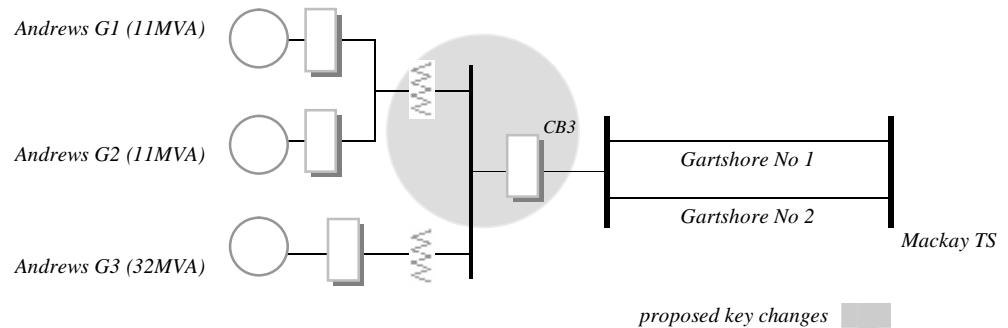 Andrews G1 (11MVA)
CB3
Andrews G2 (11MVA)
Gartshore No 1
Gartshore No 2
Mackay TS
Andrews G3 (32MVA)
proposed key changes